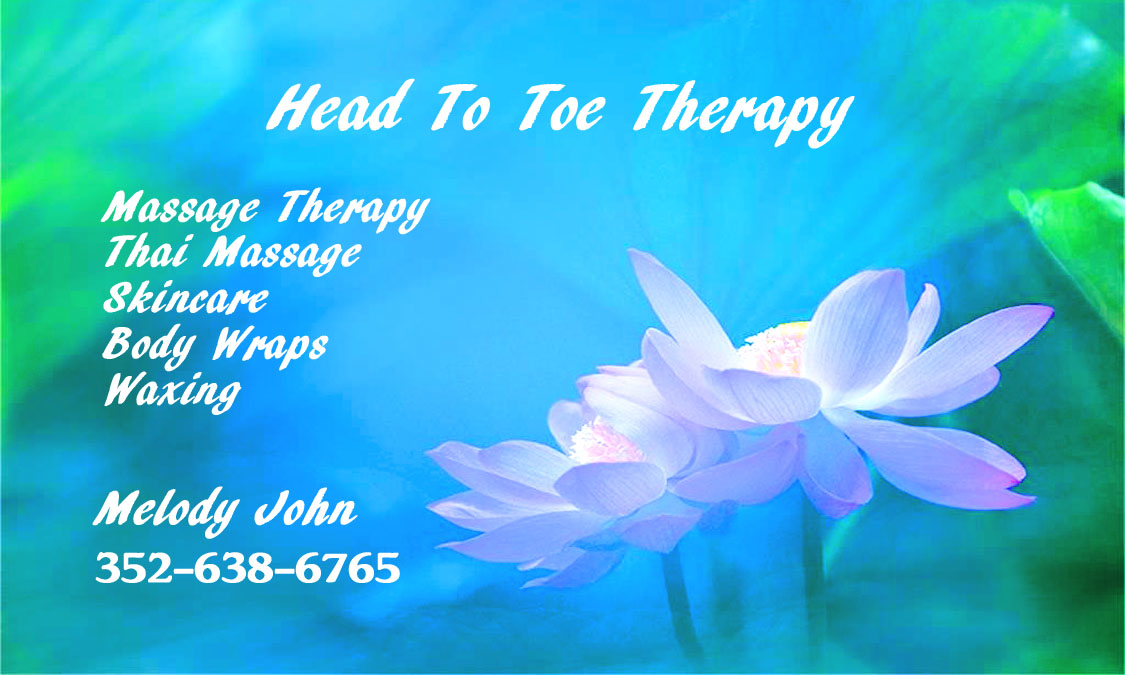 Head To Toe Therapy
Massage Therapy
Thai Massage
Skincare
Body Wraps
Waxing
Melody John
352-638-6765